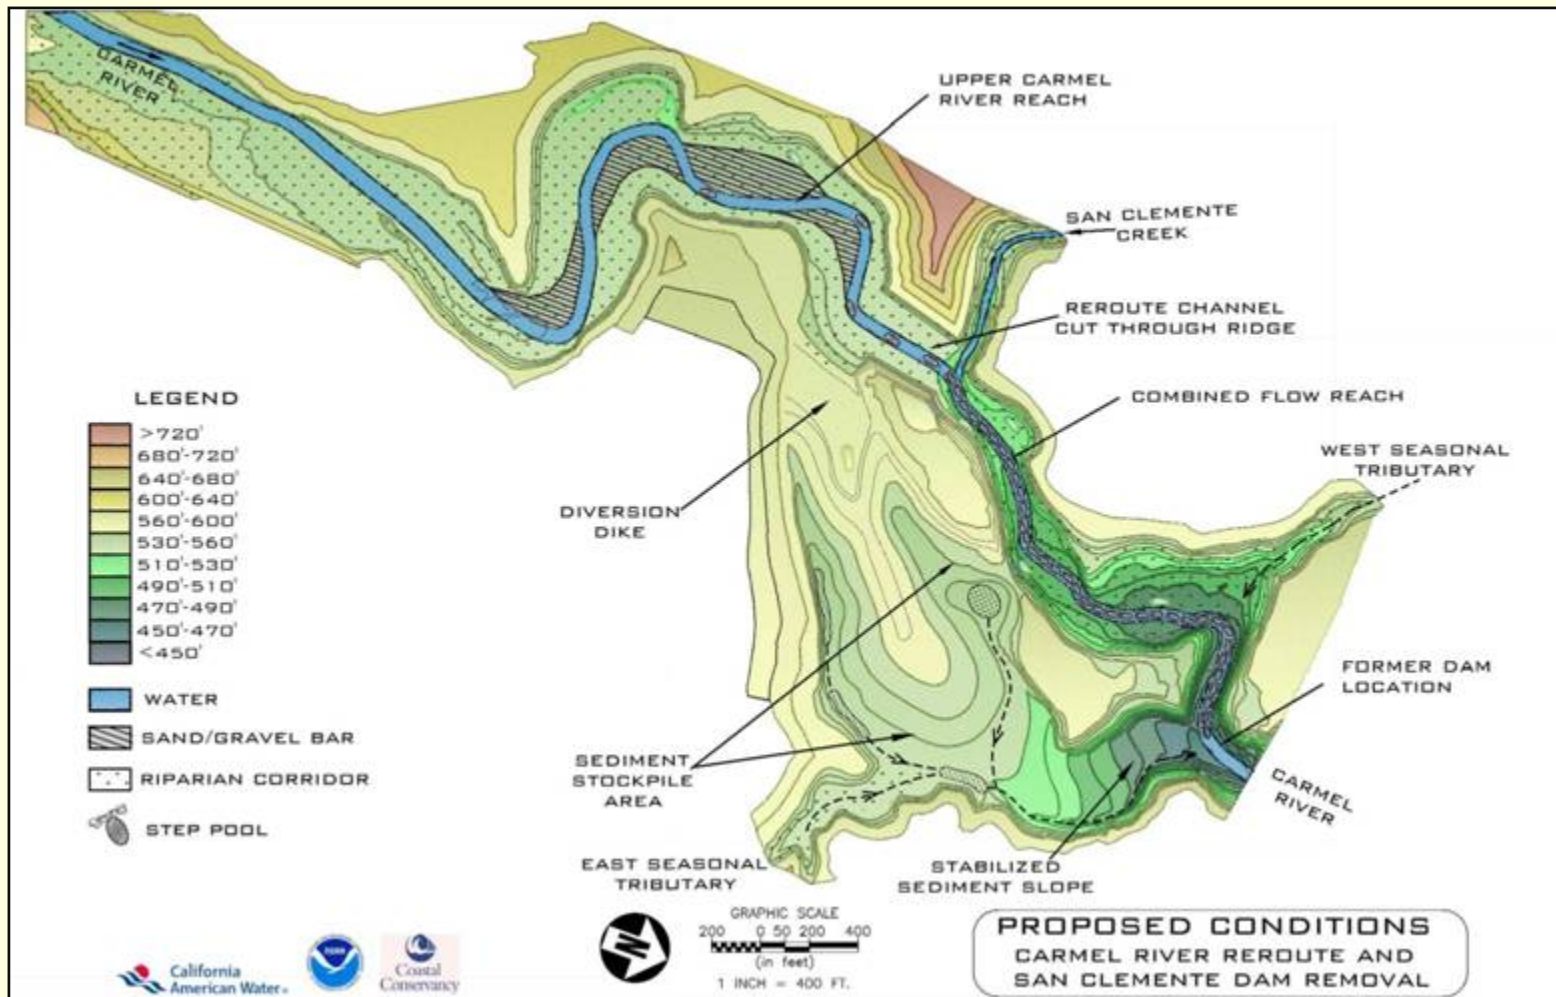 CARMEL
RIVER
UPPER CARMEL
RIVER REACH
SAN CLEMENTE
CREEK
REROUTE CHANNEL
CUT THROUGH RIDGE
COMBINED FLOW REACH
WEST SEASONAL
TRIBUTARY
DIVERSION
DIKE
FORMER DAM
LOCATION
SEDIMENT
STOCKPILE
AREA
CARMEL
RIVER
EAST SEASONAL
TRIBUTARY
STABILIZED
SEDIMENT SLOPE
LEGEND
>720'
680'-720'
640'-680'
600'-640'
560'-600'
530'-560'
510'-530'
490'-510'
470'-490'
450'-470'
<450'
WATER
SAND/GRAVEL BAR
RIPARIAN CORRIDOR
STEP POOL
California
American Water
Coastal
Conservancy
N
GRAPHIC SCALE
200 0 50 200 400
(in feet)
1 INCH = 400 FT.
PROPOSED CONDITIONS
CARMEL RIVER REROUTE AND
SAN CLEMENTE DAM REMOVAL